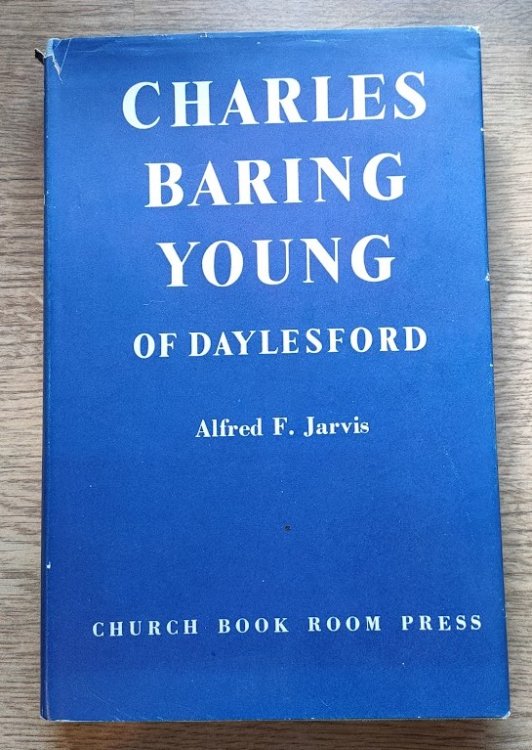 CHARLES
BARING
YOUNG
OF DAYLESFORD
Alfred F. Jarvis
CHURCH BOOK ROOM PRESS